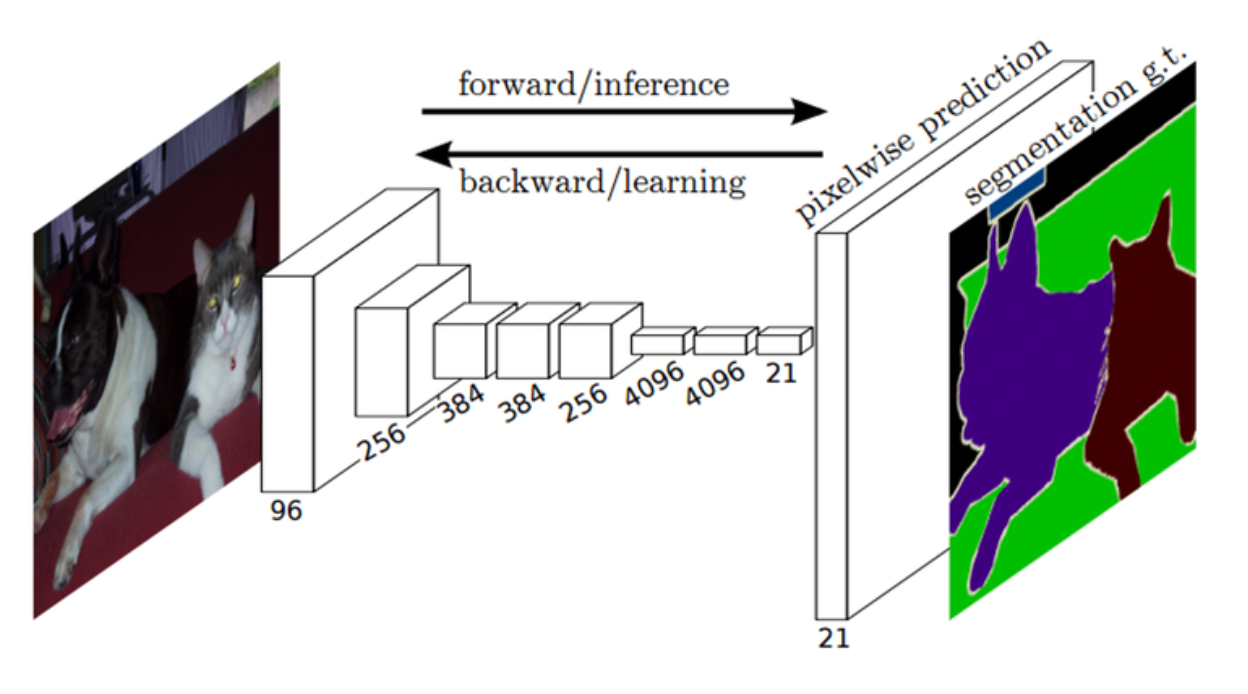 forward/inference
backward/learning
pixelwise prediction
segmentation g.t.
96
256
384
384
256
4096
4096
21
21